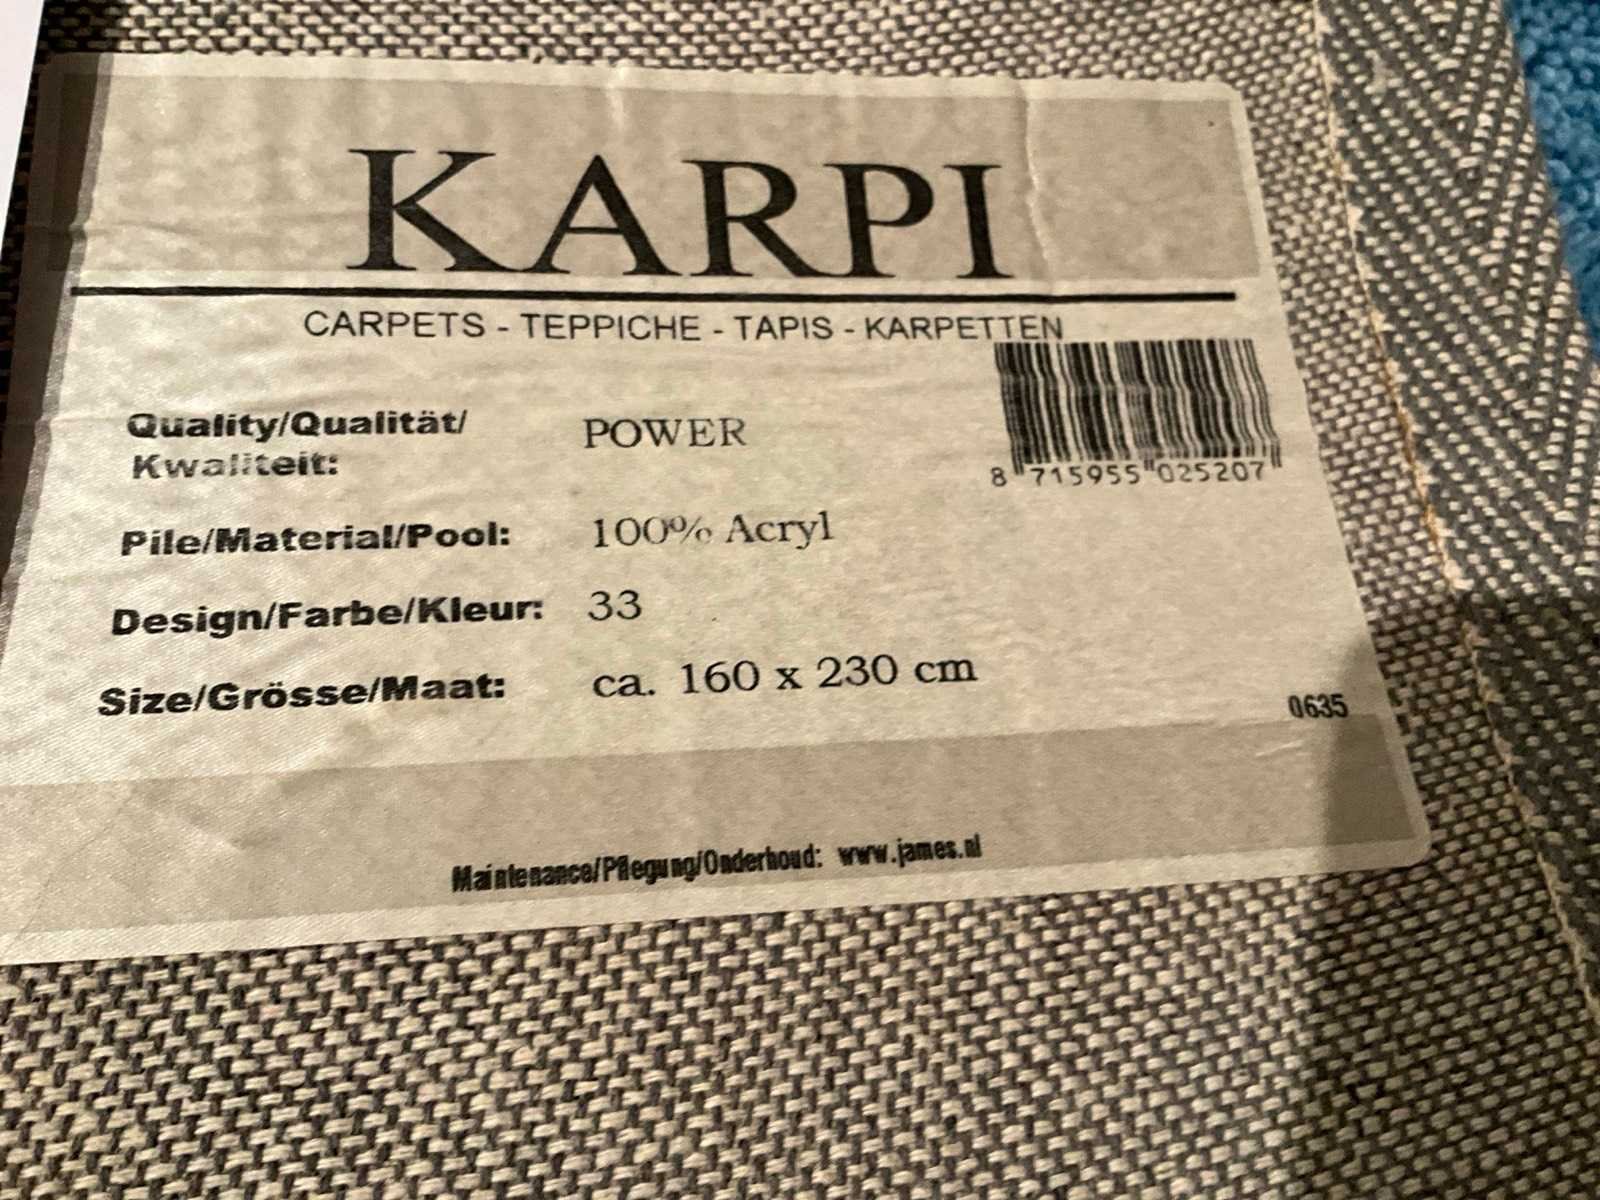 KARPI
CARPETS - TEPPICHE - TAPIS - KARPETTEN
Quality/Qualität/ POWER
Kwaliteit:
8 715955 025207
Pile/Material/Pool: 100% Acryl
Design/Farbe/Kleur: 33
Size/Grösse/Maat: ca. 160 x 230 cm
0635
Maintenance/Pflegung/Onderhoud: www.james.nl